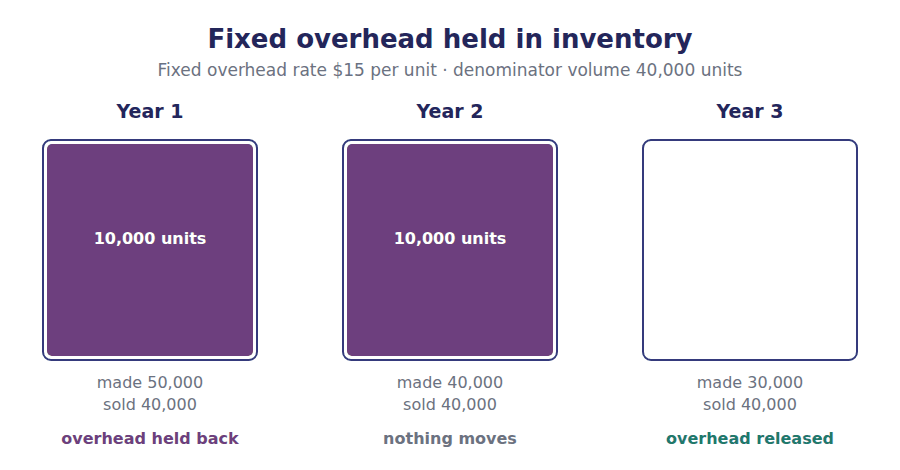 Fixed overhead held in inventory
Fixed overhead rate $15 per unit · denominator volume 40,000 units
Year 1
Year 2
Year 3
10,000 units
10,000 units
made 50,000
sold 40,000
made 40,000
sold 40,000
made 30,000
sold 40,000
overhead held back
nothing moves
overhead released